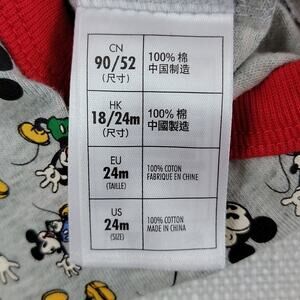 CN
90/52
(尺寸)
100% 棉
中国制造
HK
18/24m
(尺寸)
100% 棉
中國製造
EU
24m
(TAILLE)
100% COTON
FABRIQUE EN CHINE
US
24m
(SIZE)
100% COTTON
MADE IN CHINA